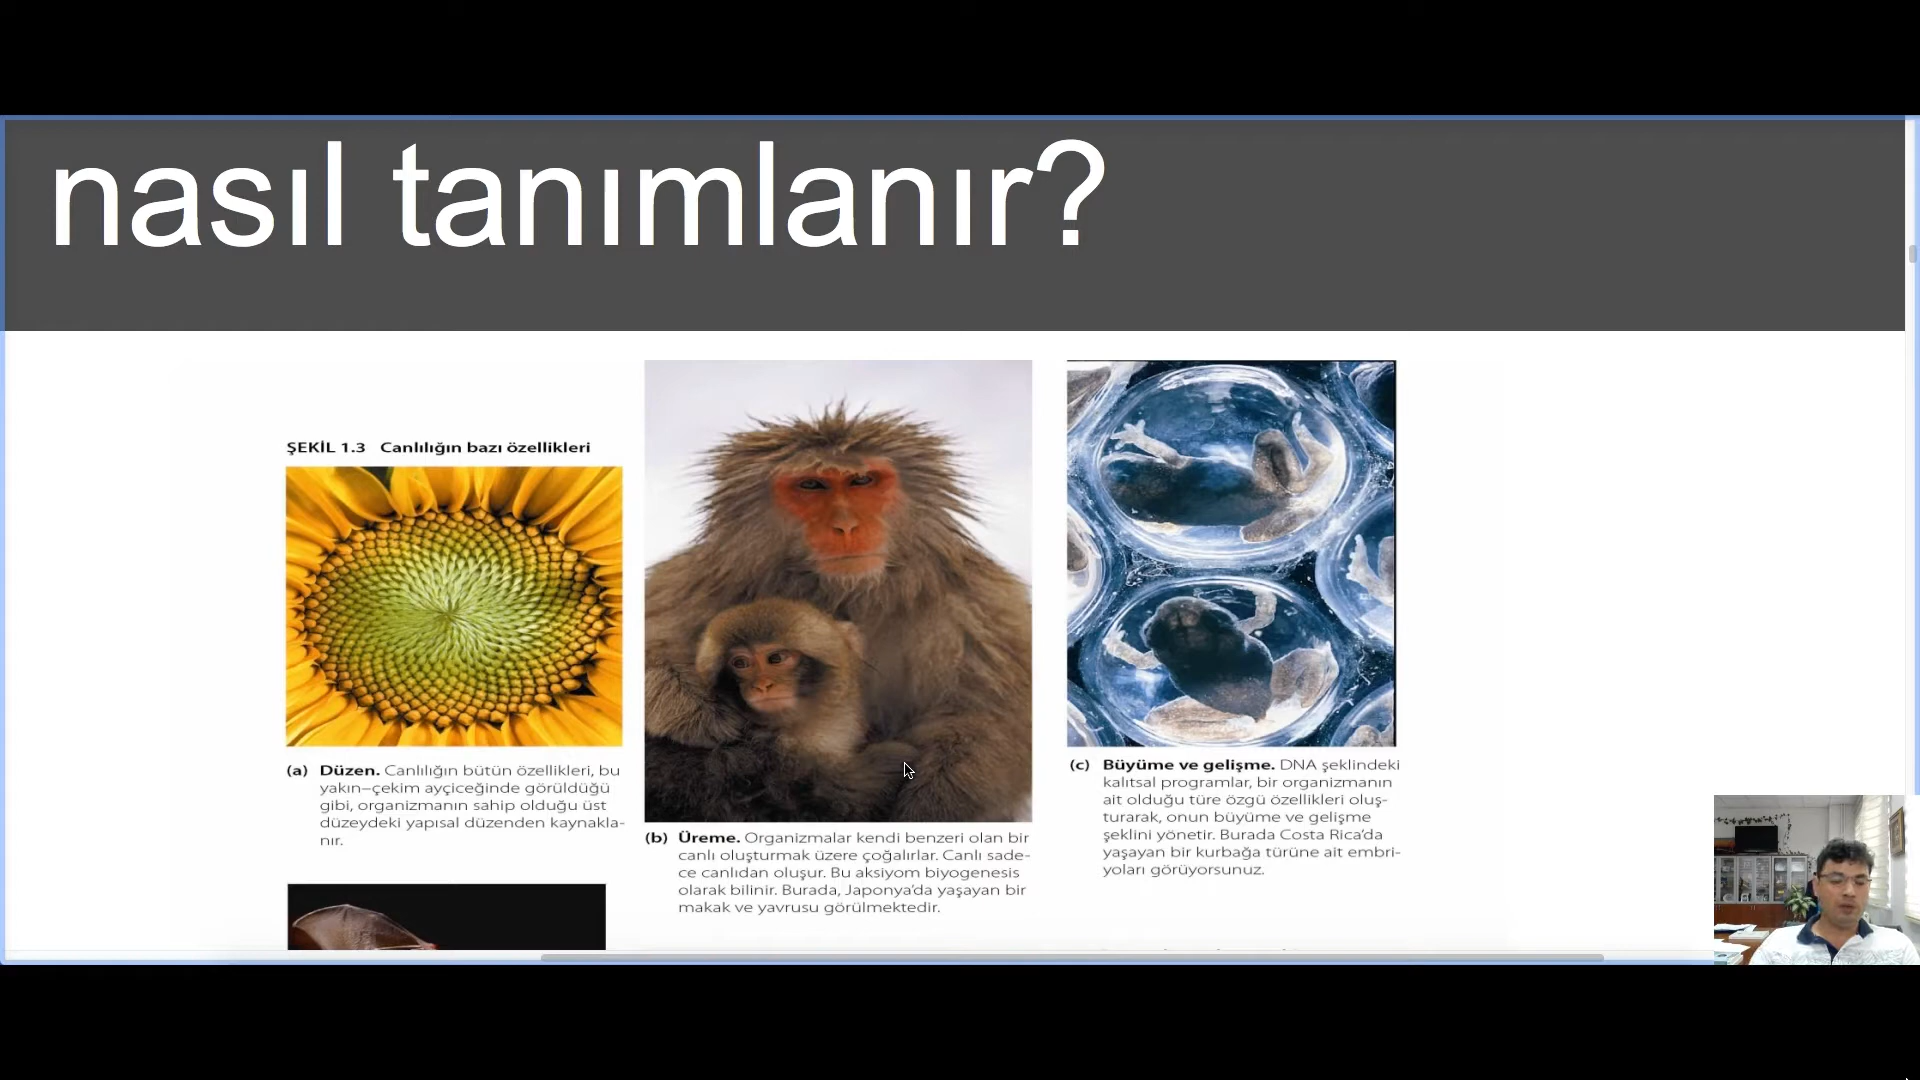 nasıl tanımlanır?
ŞEKİL 1.3 Canlılığın bazı özellikleri
(a) Düzen. Canlılığın bütün özellikleri, bu
yakın–çekim ayçiceğinde görüldüğü
gibi, organizmanın sahip olduğu üst
düzeydeki yapısal düzenden kaynakla-
nır.
(b) Üreme. Organizmalar kendi benzeri olan bir
canlı oluşturmak üzere çoğalırlar. Canlı sade-
ce canlıdan oluşur. Bu aksiyom biyogenesis
olarak bilinir. Burada, Japonya'da yaşayan bir
makak ve yavrusu görülmektedir.
(c) Büyüme ve gelişme. DNA şeklindeki
kalıtsal programlar, bir organizmanın
ait olduğu türe özgü özellikleri oluş-
turarak, onun büyüme ve gelişme
şeklini yönetir. Burada Costa Rica'da
yaşayan bir kurbağa türüne ait embri-
yoları görüyorsunuz.